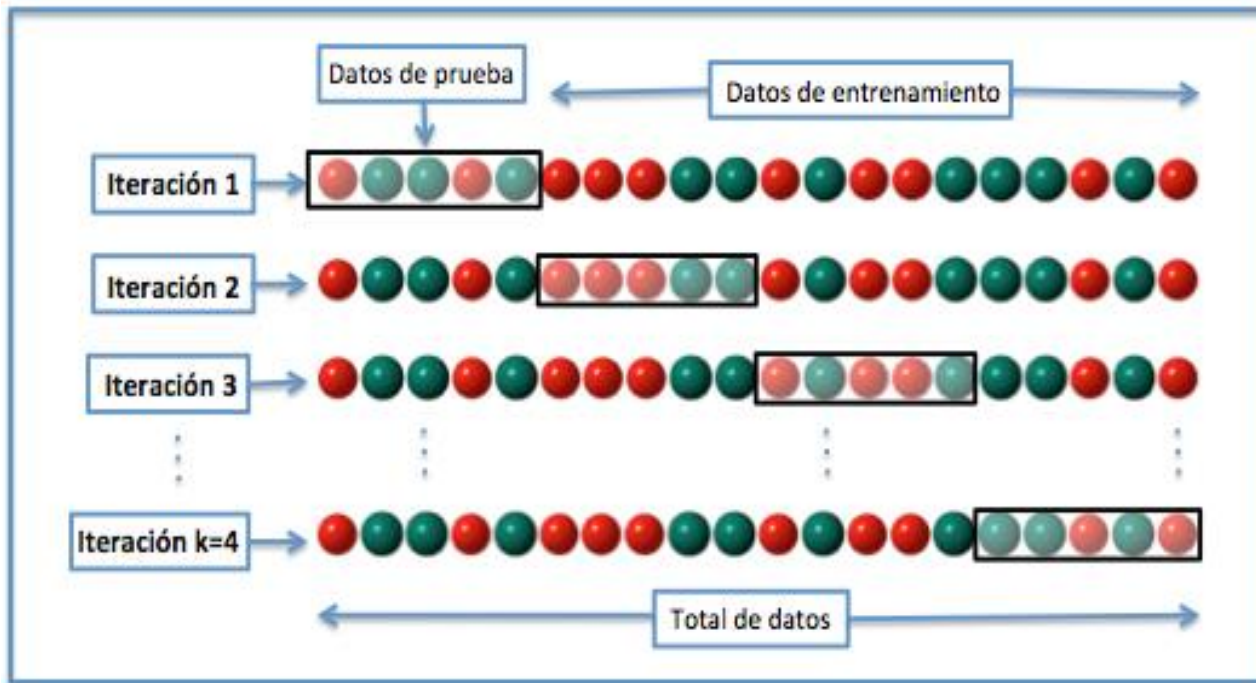 Datos de prueba
Datos de entrenamiento
Iteración 1
Iteración 2
Iteración 3
Iteración k=4
Total de datos